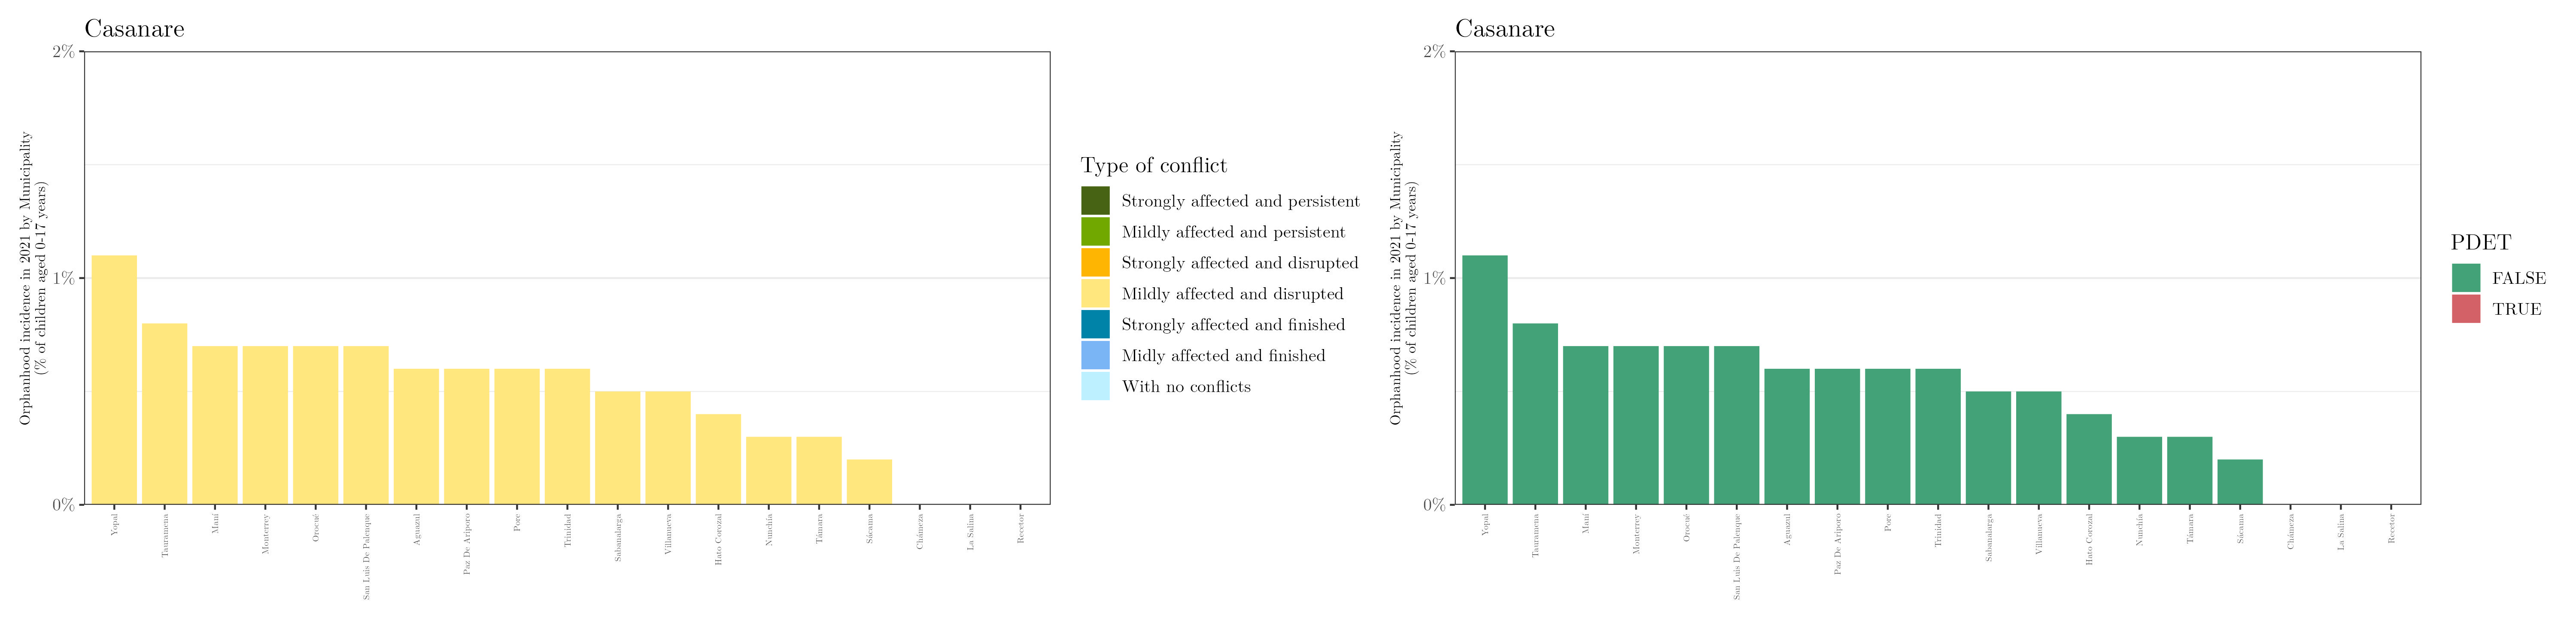 Casanare
2%
1%
0%
Orphanhood incidence in 2021 by Municipality
(% of children aged 0-17 years)
Yopal
Tauramena
Maní
Monterrey
Orocué
San Luis De Palenque
Aguazul
Paz De Ariporo
Pore
Trinidad
Sabanalarga
Villanueva
Hato Corozal
Nunchía
Támara
Sácama
Chámeza
La Salina
Recetor
Type of conflict
Strongly affected and persistent
Mildly affected and persistent
Strongly affected and disrupted
Mildly affected and disrupted
Strongly affected and finished
Midly affected and finished
With no conflicts
Casanare
2%
1%
0%
Orphanhood incidence in 2021 by Municipality
(% of children aged 0-17 years)
Yopal
Tauramena
Maní
Monterrey
Orocué
San Luis De Palenque
Aguazul
Paz De Ariporo
Pore
Trinidad
Sabanalarga
Villanueva
Hato Corozal
Nunchía
Támara
Sácama
Chámeza
La Salina
Recetor
PDET
FALSE
TRUE